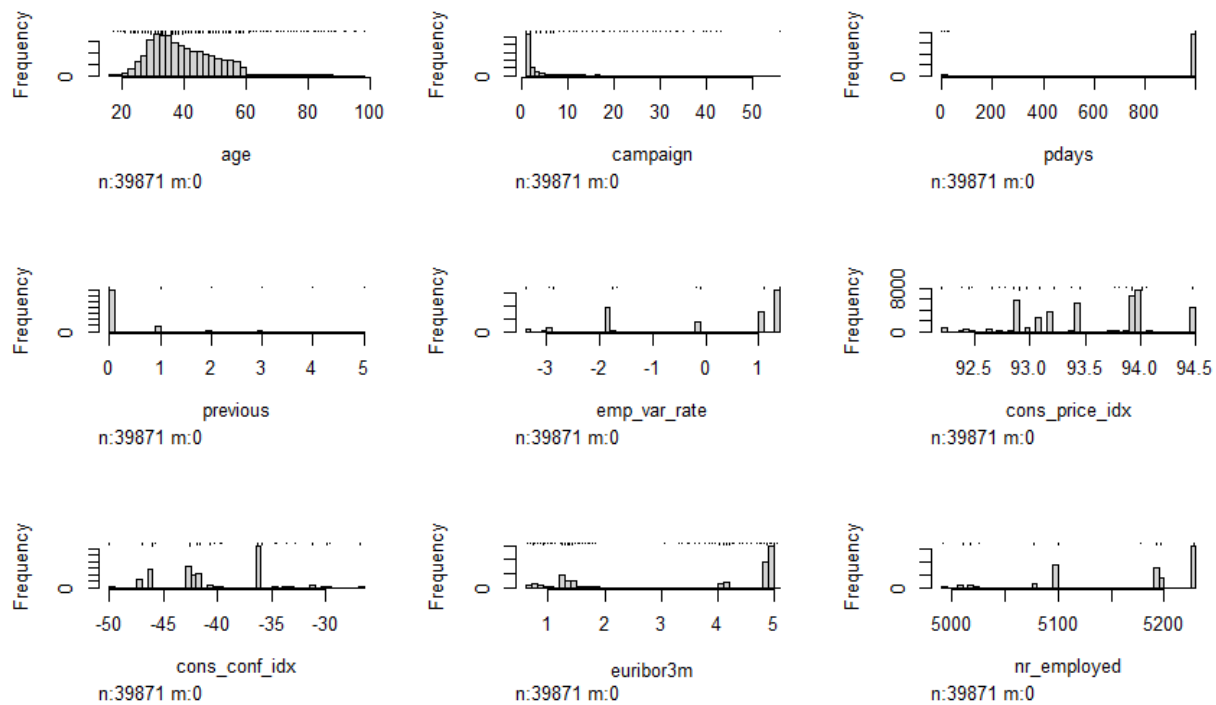 Frequency
0
20 40 60 80 100
age
n:39871 m:0
Frequency
0
0 10 20 30 40 50
campaign
n:39871 m:0
Frequency
0
0 200 400 600 800
pdays
n:39871 m:0
Frequency
0
0 1 2 3 4 5
previous
n:39871 m:0
Frequency
0
-3 -2 -1 0 1
emp_var_rate
n:39871 m:0
Frequency
0 8000
92.5 93.0 93.5 94.0 94.5
cons_price_idx
n:39871 m:0
Frequency
0
-50 -45 -40 -35 -30
cons_conf_idx
n:39871 m:0
Frequency
0
1 2 3 4 5
euribor3m
n:39871 m:0
Frequency
0
5000 5100 5200
nr_employed
n:39871 m:0